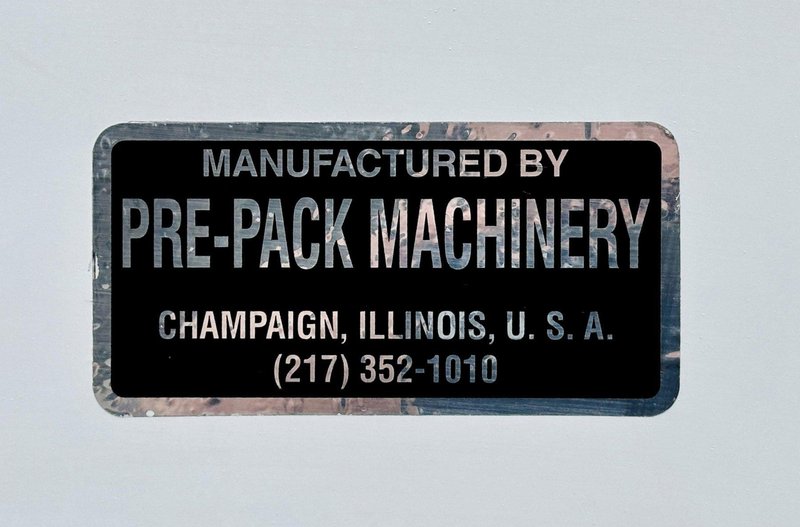 MANUFACTURED BY
PRE-PACK MACHINERY
CHAMPAIGN, ILLINOIS, U. S. A.
(217) 352-1010